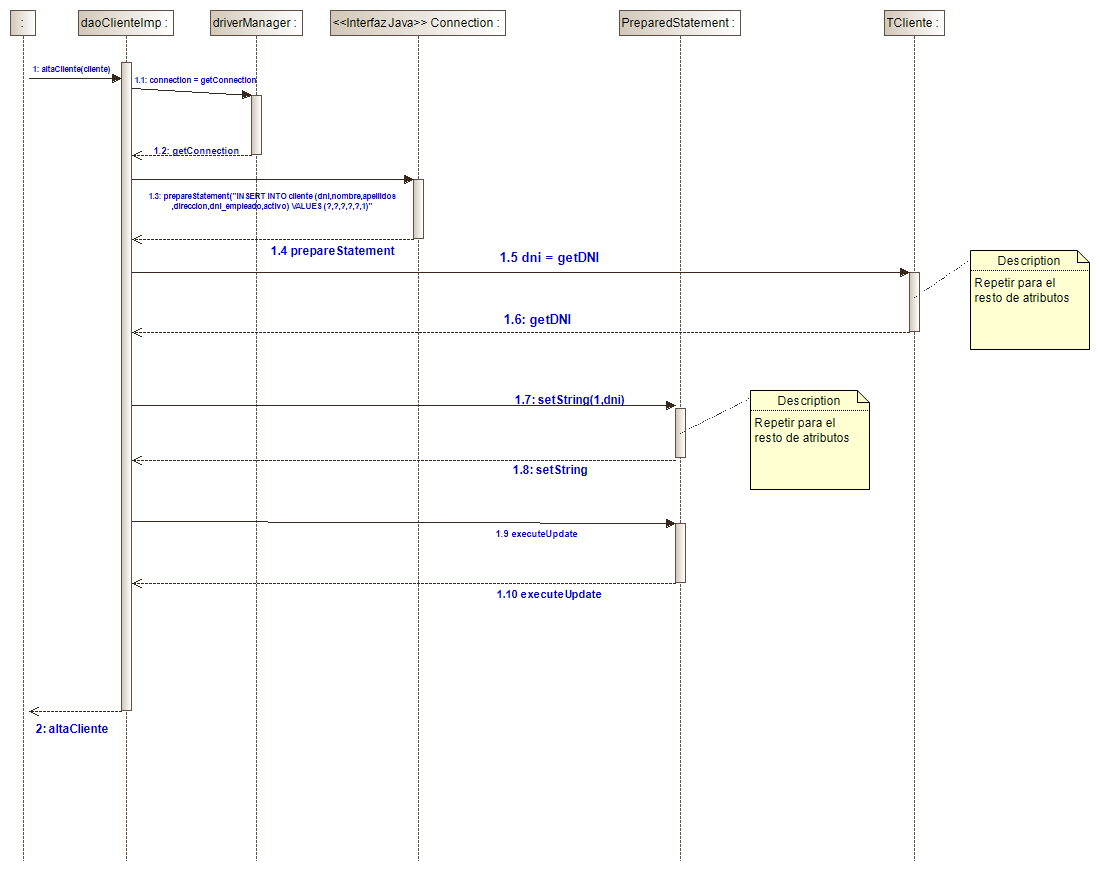 :
daoClienteImp :
driverManager :
<<InterfazJava>> Connection :
PreparedStatement :
TCliente :
1: altaCliente(cliente)
1.1: connection = getConnection
1.2: getConnection
1.3: prepareStatement("INSERT INTO cliente (dni,nombre,apellidos
,direccion,dni_empleado,activo) VALUES (?,?,?,?,?,1)"
1.4 prepareStatement
1.5 dni = getDNI
Description
Repetir para el
resto de atributos
1.6: getDNI
1.7: setString(1,dni)
Description
Repetir para el
resto de atributos
1.8: setString
1.9 executeUpdate
1.10 executeUpdate
2: altaCliente